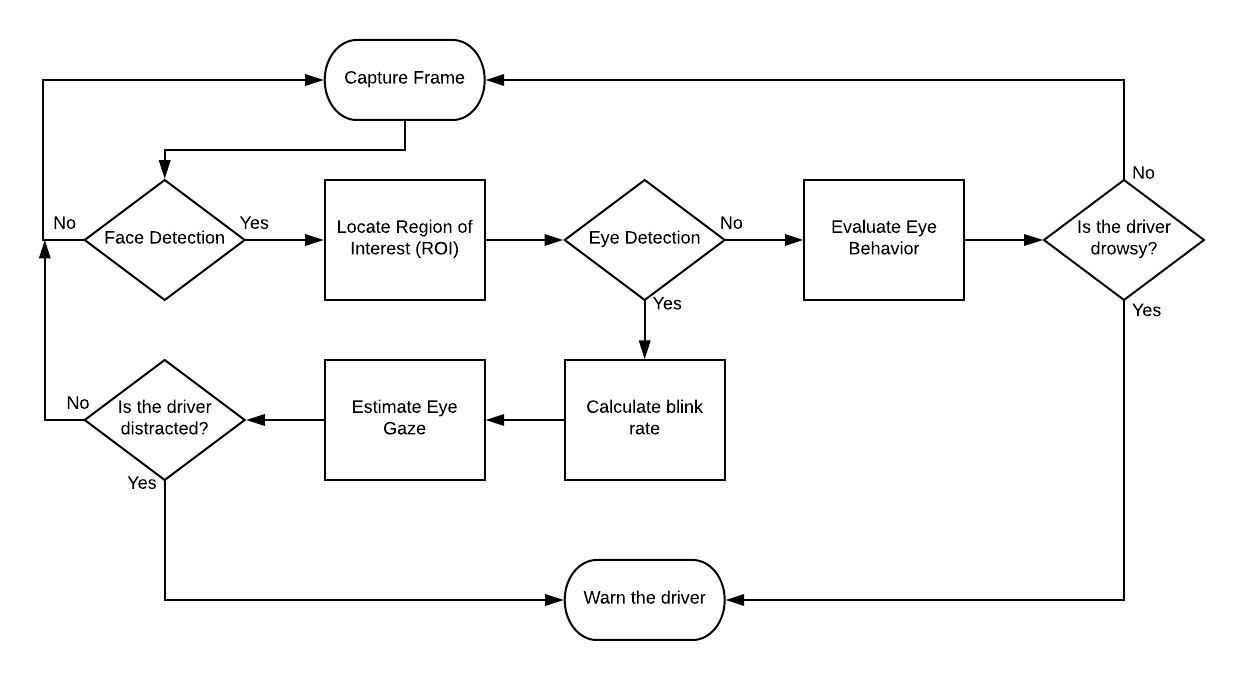 Capture Frame
No
Face Detection
Yes
Locate Region of
Interest (ROI)
Eye Detection
No
Yes
Evaluate Eye
Behavior
No
Is the driver
drowsy?
Yes
No
Is the driver
distracted?
Yes
Estimate Eye
Gaze
Calculate blink
rate
Warn the driver